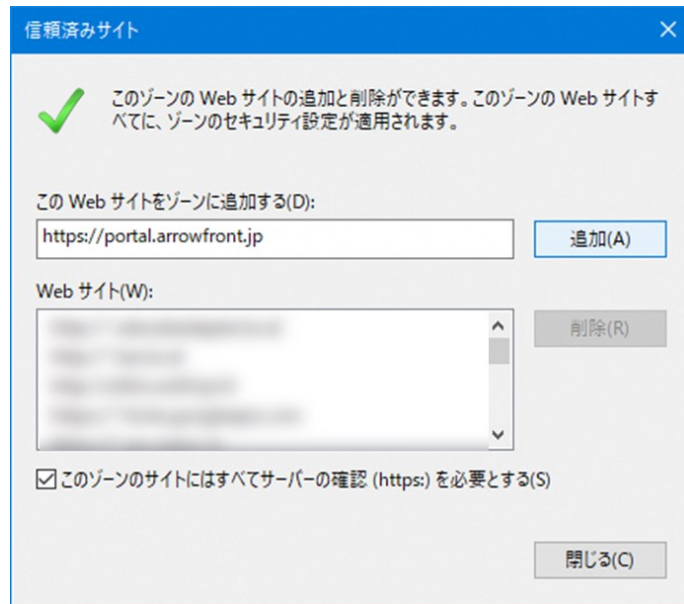 信頼済みサイト
このゾーンの Web サイトの追加と削除ができます。このゾーンの Web サイトす
べてに、ゾーンのセキュリティ設定が適用されます。
この Web サイトをゾーンに追加する(D):
https://portal.arrowfront.jp
追加(A)
Web サイト(W):
削除(R)
このゾーンのサイトにはすべてサーバーの確認 (https:) を必要とする(S)
閉じる(C)